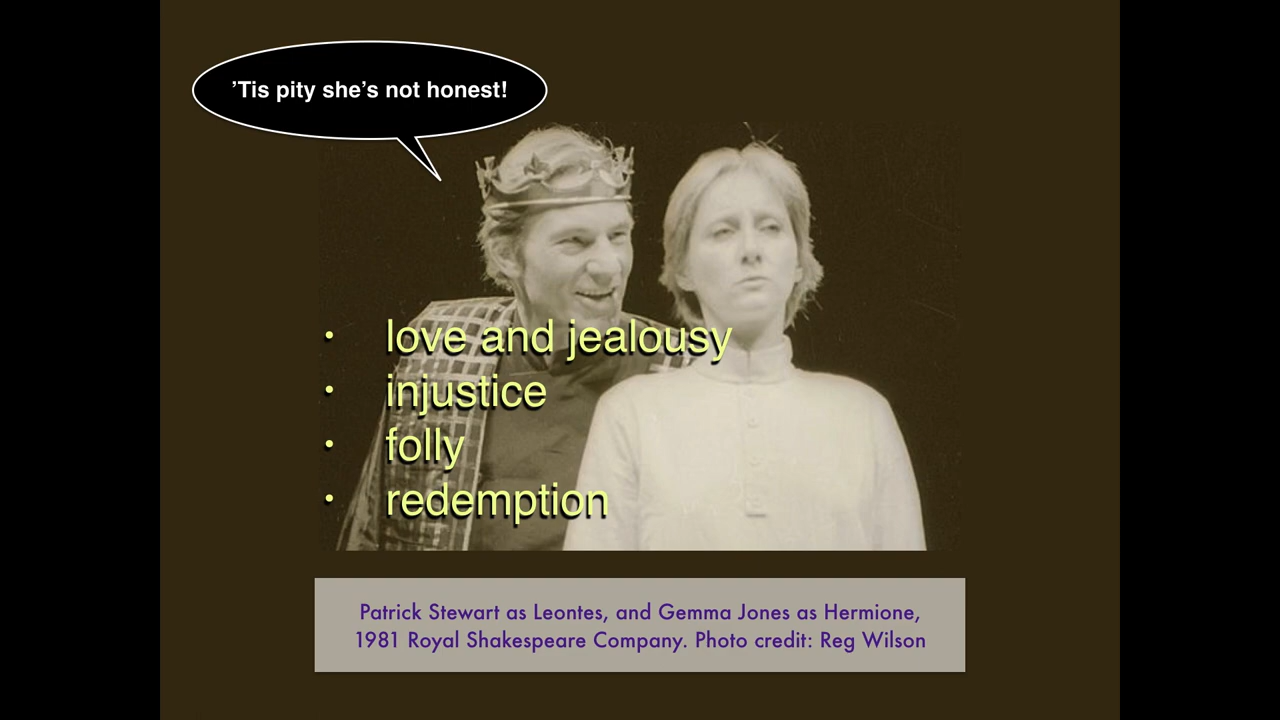 ’Tis pity she’s not honest!
• love and jealousy
• injustice
• folly
• redemption
Patrick Stewart as Leontes, and Gemma Jones as Hermione,
1981 Royal Shakespeare Company. Photo credit: Reg Wilson